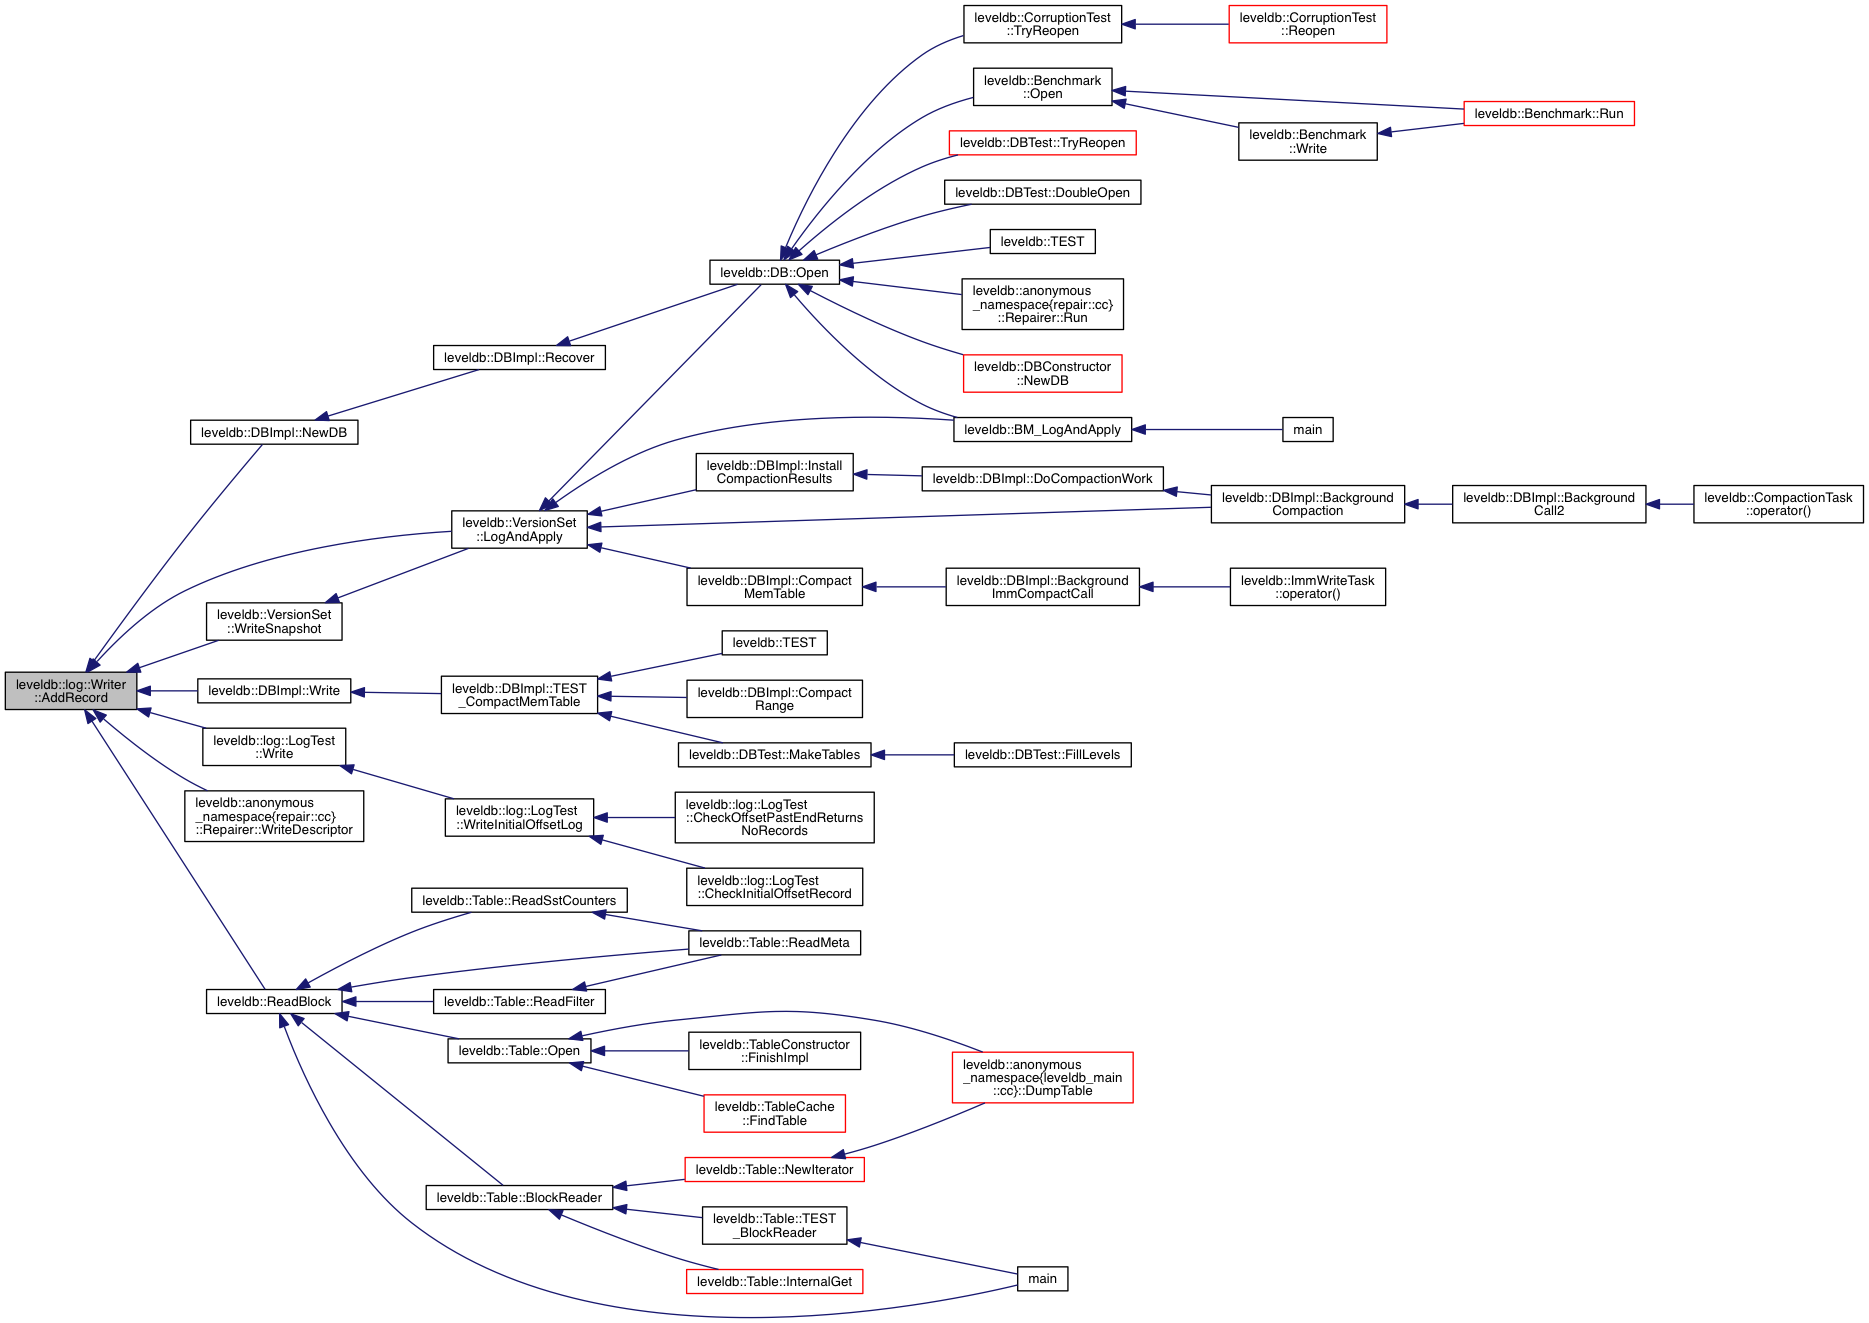 leveldb::CorruptionTest
::TryReopen
leveldb::CorruptionTest
::Reopen
leveldb::Benchmark
::Open
leveldb::Benchmark::Run
leveldb::Benchmark
::Write
leveldb::DBTest::TryReopen
leveldb::DBTest::DoubleOpen
leveldb::TEST
leveldb::DB::Open
leveldb::anonymous
_namespace{repair::cc}
::Repairer::Run
leveldb::DBImpl::Recover
leveldb::DBConstructor
::NewDB
leveldb::DBImpl::NewDB
leveldb::BM_LogAndApply
main
leveldb::DBImpl::Install
CompactionResults
leveldb::DBImpl::DoCompactionWork
leveldb::DBImpl::Background
Compaction
leveldb::DBImpl::Background
Call2
leveldb::CompactionTask
::operator()
leveldb::VersionSet
::LogAndApply
leveldb::DBImpl::Compact
MemTable
leveldb::DBImpl::Background
ImmCompactCall
leveldb::ImmWriteTask
::operator()
leveldb::VersionSet
::WriteSnapshot
leveldb::TEST
leveldb::log::Writer
::AddRecord
leveldb::DBImpl::Write
leveldb::DBImpl::TEST
_CompactMemTable
leveldb::DBImpl::Compact
Range
leveldb::log::LogTest
::Write
leveldb::DBTest::MakeTables
leveldb::DBTest::FillLevels
leveldb::anonymous
_namespace{repair::cc}
::Repairer::WriteDescriptor
leveldb::log::LogTest
::WriteInitialOffsetLog
leveldb::log::LogTest
::CheckOffsetPastEndReturns
NoRecords
leveldb::log::LogTest
::CheckInitialOffsetRecord
leveldb::Table::ReadSstCounters
leveldb::Table::ReadMeta
leveldb::ReadBlock
leveldb::Table::ReadFilter
leveldb::Table::Open
leveldb::TableConstructor
::FinishImpl
leveldb::anonymous
_namespace{leveldb_main
::cc}::DumpTable
leveldb::TableCache
::FindTable
leveldb::Table::NewIterator
leveldb::Table::BlockReader
leveldb::Table::TEST
_BlockReader
leveldb::Table::InternalGet
main